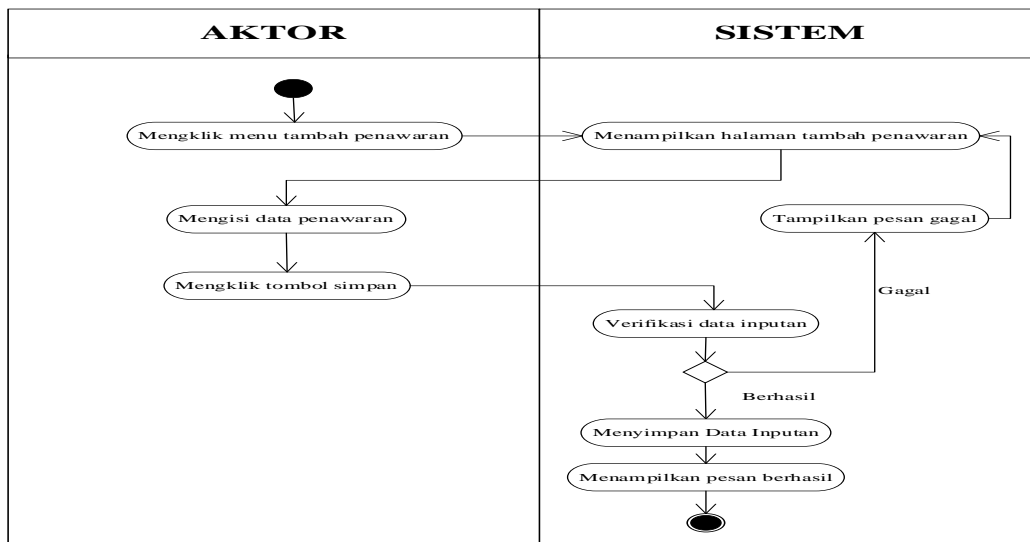 AKTOR
SISTEM
Mengklik menu tambah penawaran
Menampilkan halaman tambah penawaran
Mengisi data penawaran
Tampilkan pesan gagal
Mengklik tombol simpan
Gagal
Verifikasi data inputan
Berhasil
Menyimpan Data Inputan
Menampilkan pesan berhasil